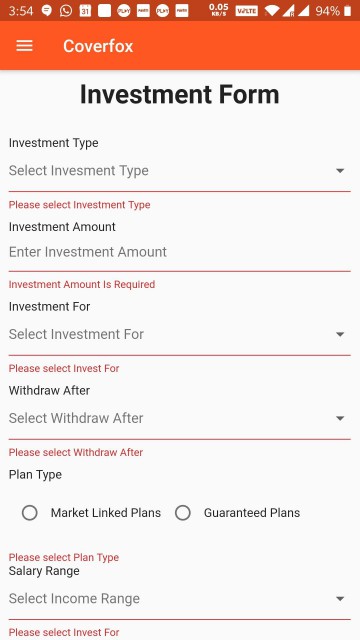 3:54
31
0.05
KB/S
VoLTE
94%
Coverfox
Investment Form
Investment Type
Select Invesment Type
Please select Investment Type
Investment Amount
Enter Investment Amount
Investment Amount Is Required
Investment For
Select Investment For
Please select Invest For
Withdraw After
Select Withdraw After
Please select Withdraw After
Plan Type
Market Linked Plans
Guaranteed Plans
Please select Plan Type
Salary Range
Select Income Range
Please select Invest For